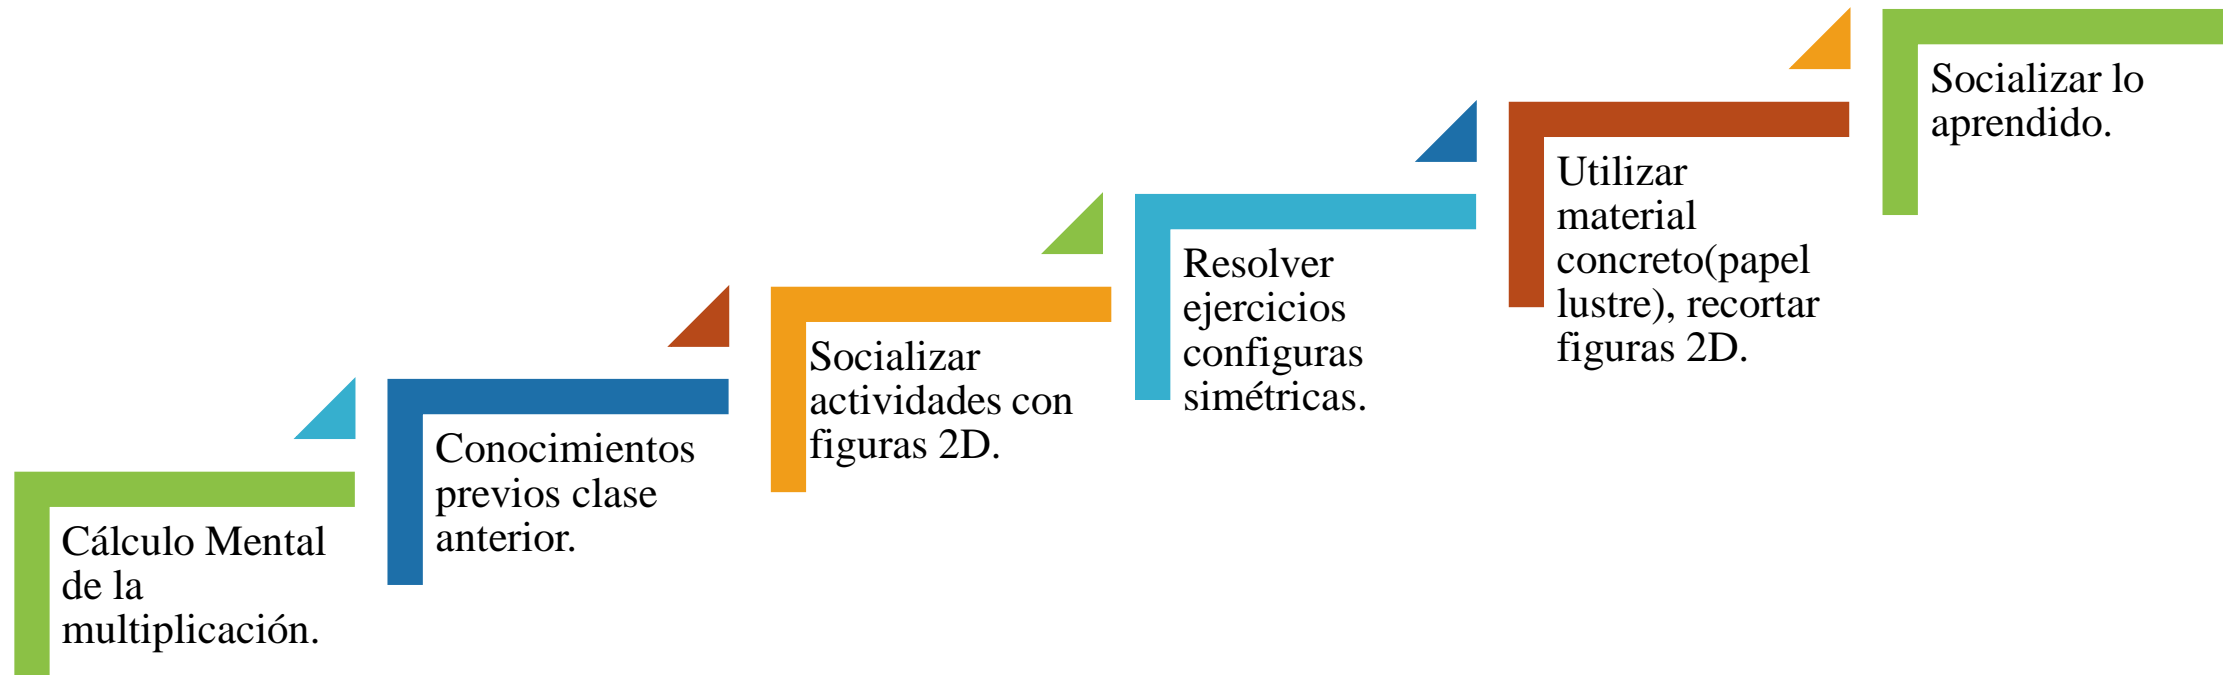 Cálculo Mental
de la
multiplicación.
Conocimientos
previos clase
anterior.
Socializar
actividades con
figuras 2D.
Resolver
ejercicios
configuras
simétricas.
Utilizar
material
concreto(papel
lustre), recortar
figuras 2D.
Socializar lo
aprendido.